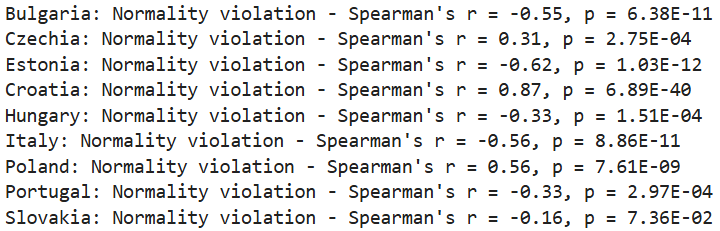 Bulgaria: Normality violation - Spearman's r = -0.55, p = 6.38E-11
Czechia: Normality violation - Spearman's r = 0.31, p = 2.75E-04
Estonia: Normality violation - Spearman's r = -0.62, p = 1.03E-12
Croatia: Normality violation - Spearman's r = 0.87, p = 6.89E-40
Hungary: Normality violation - Spearman's r = -0.33, p = 1.51E-04
Italy: Normality violation - Spearman's r = -0.56, p = 8.86E-11
Poland: Normality violation - Spearman's r = 0.56, p = 7.61E-09
Portugal: Normality violation - Spearman's r = -0.33, p = 2.97E-04
Slovakia: Normality violation - Spearman's r = -0.16, p = 7.36E-02